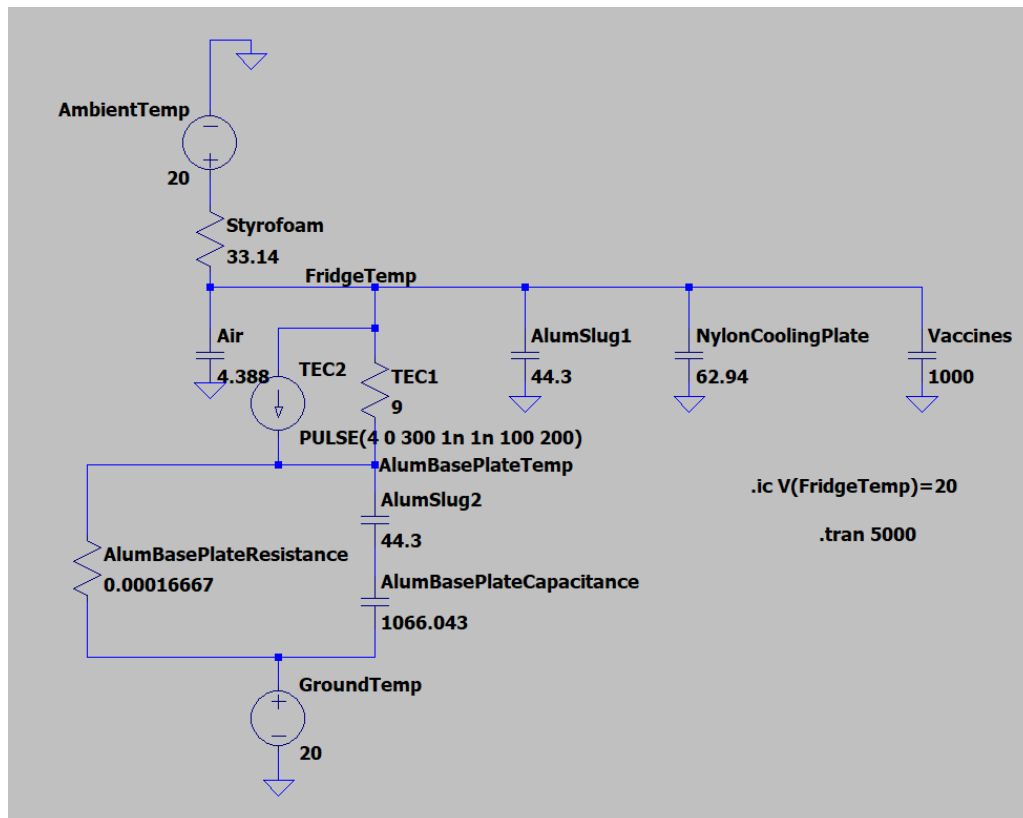 AmbientTemp
20
Styrofoam
33.14
FridgeTemp
Air
4.388
TEC2
TEC1
9
PULSE(4 0 300 1n 1n 100 200)
AlumSlug1
44.3
NylonCoolingPlate
62.94
Vaccines
1000
AlumBasePlateTemp
AlumSlug2
44.3
.ic V(FridgeTemp)=20
.tran 5000
AlumBasePlateResistance
0.00016667
AlumBasePlateCapacitance
1066.043
GroundTemp
20